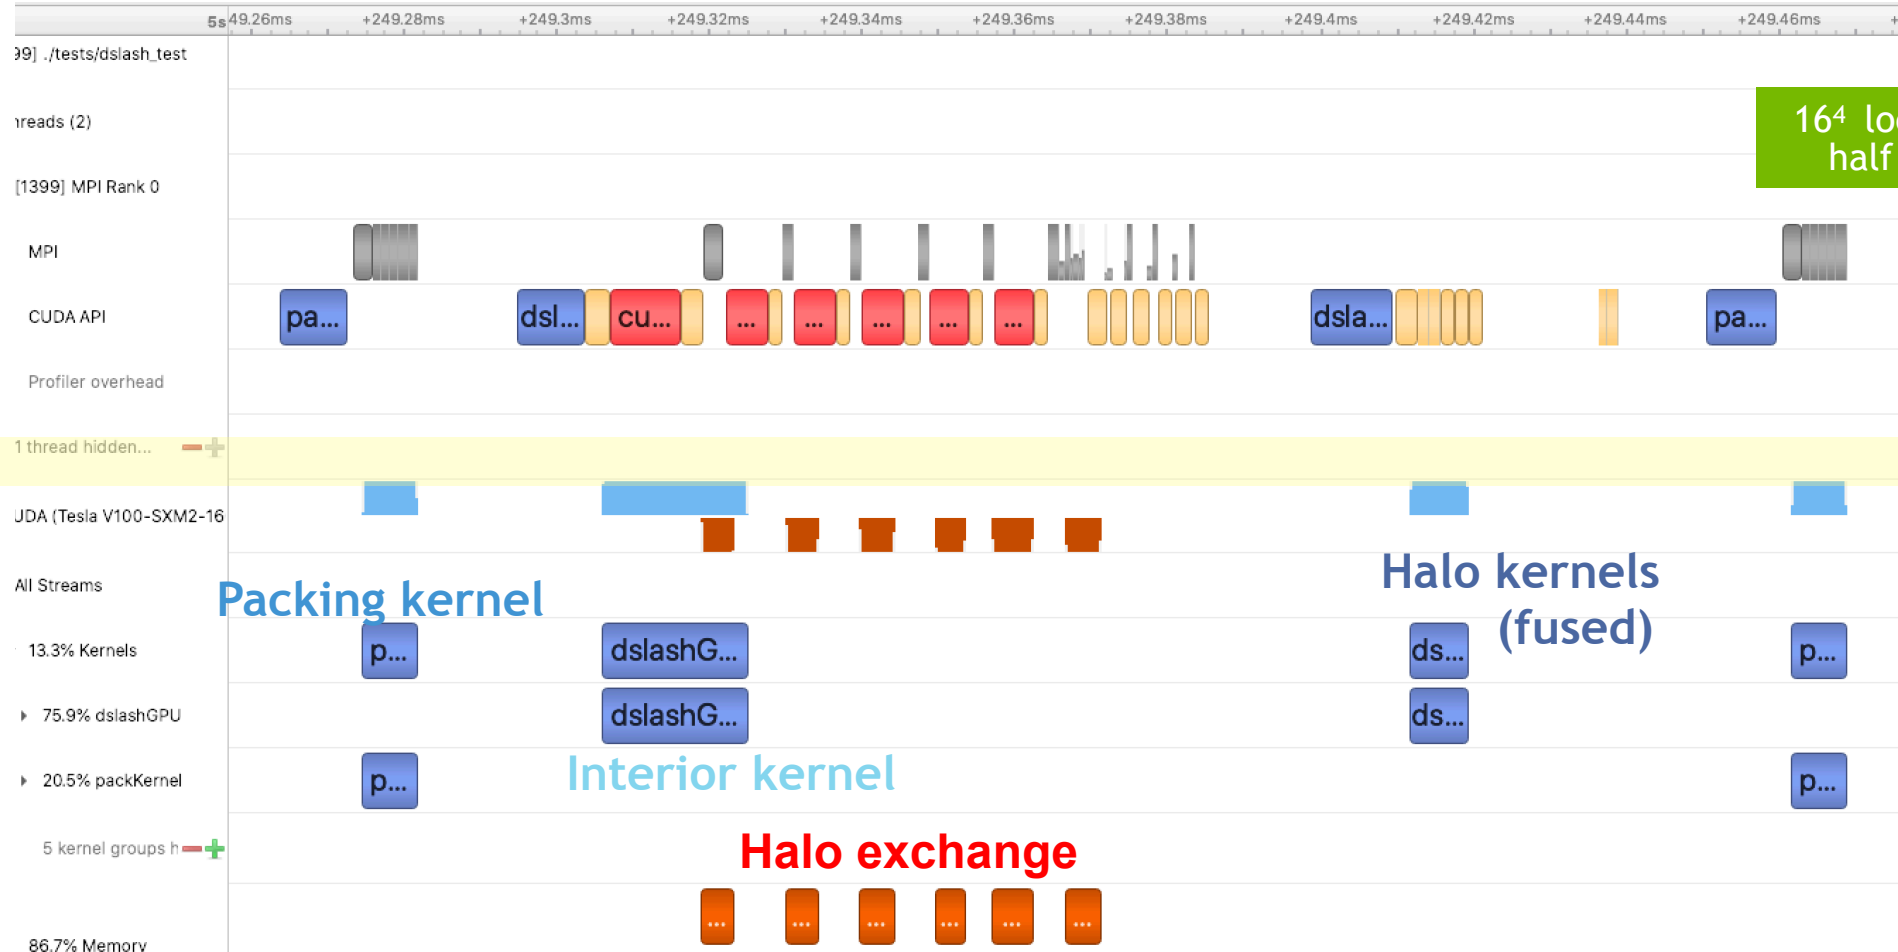 5s 49.26ms +249.28ms +249.3ms +249.32ms +249.34ms +249.36ms +249.38ms +249.4ms +249.42ms +249.44ms +249.46ms +
99] ./tests/dslash_test
reads (2)
16⁴ loc
half
[1399] MPI Rank 0
MPI
CUDA API
pa...
dsl...
cu...
...
...
...
...
...
dsla...
pa...
Profiler overhead
1 thread hidden...
UDA (Tesla V100-SXM2-16
All Streams
Packing kernel
Halo kernels
(fused)
13.3% Kernels
p...
dslashG...
ds...
p...
75.9% dslashGPU
dslashG...
ds...
Interior kernel
20.5% packKernel
p...
p...
5 kernel groups h
Halo exchange
...
...
...
...
...
...
86.7% Memory